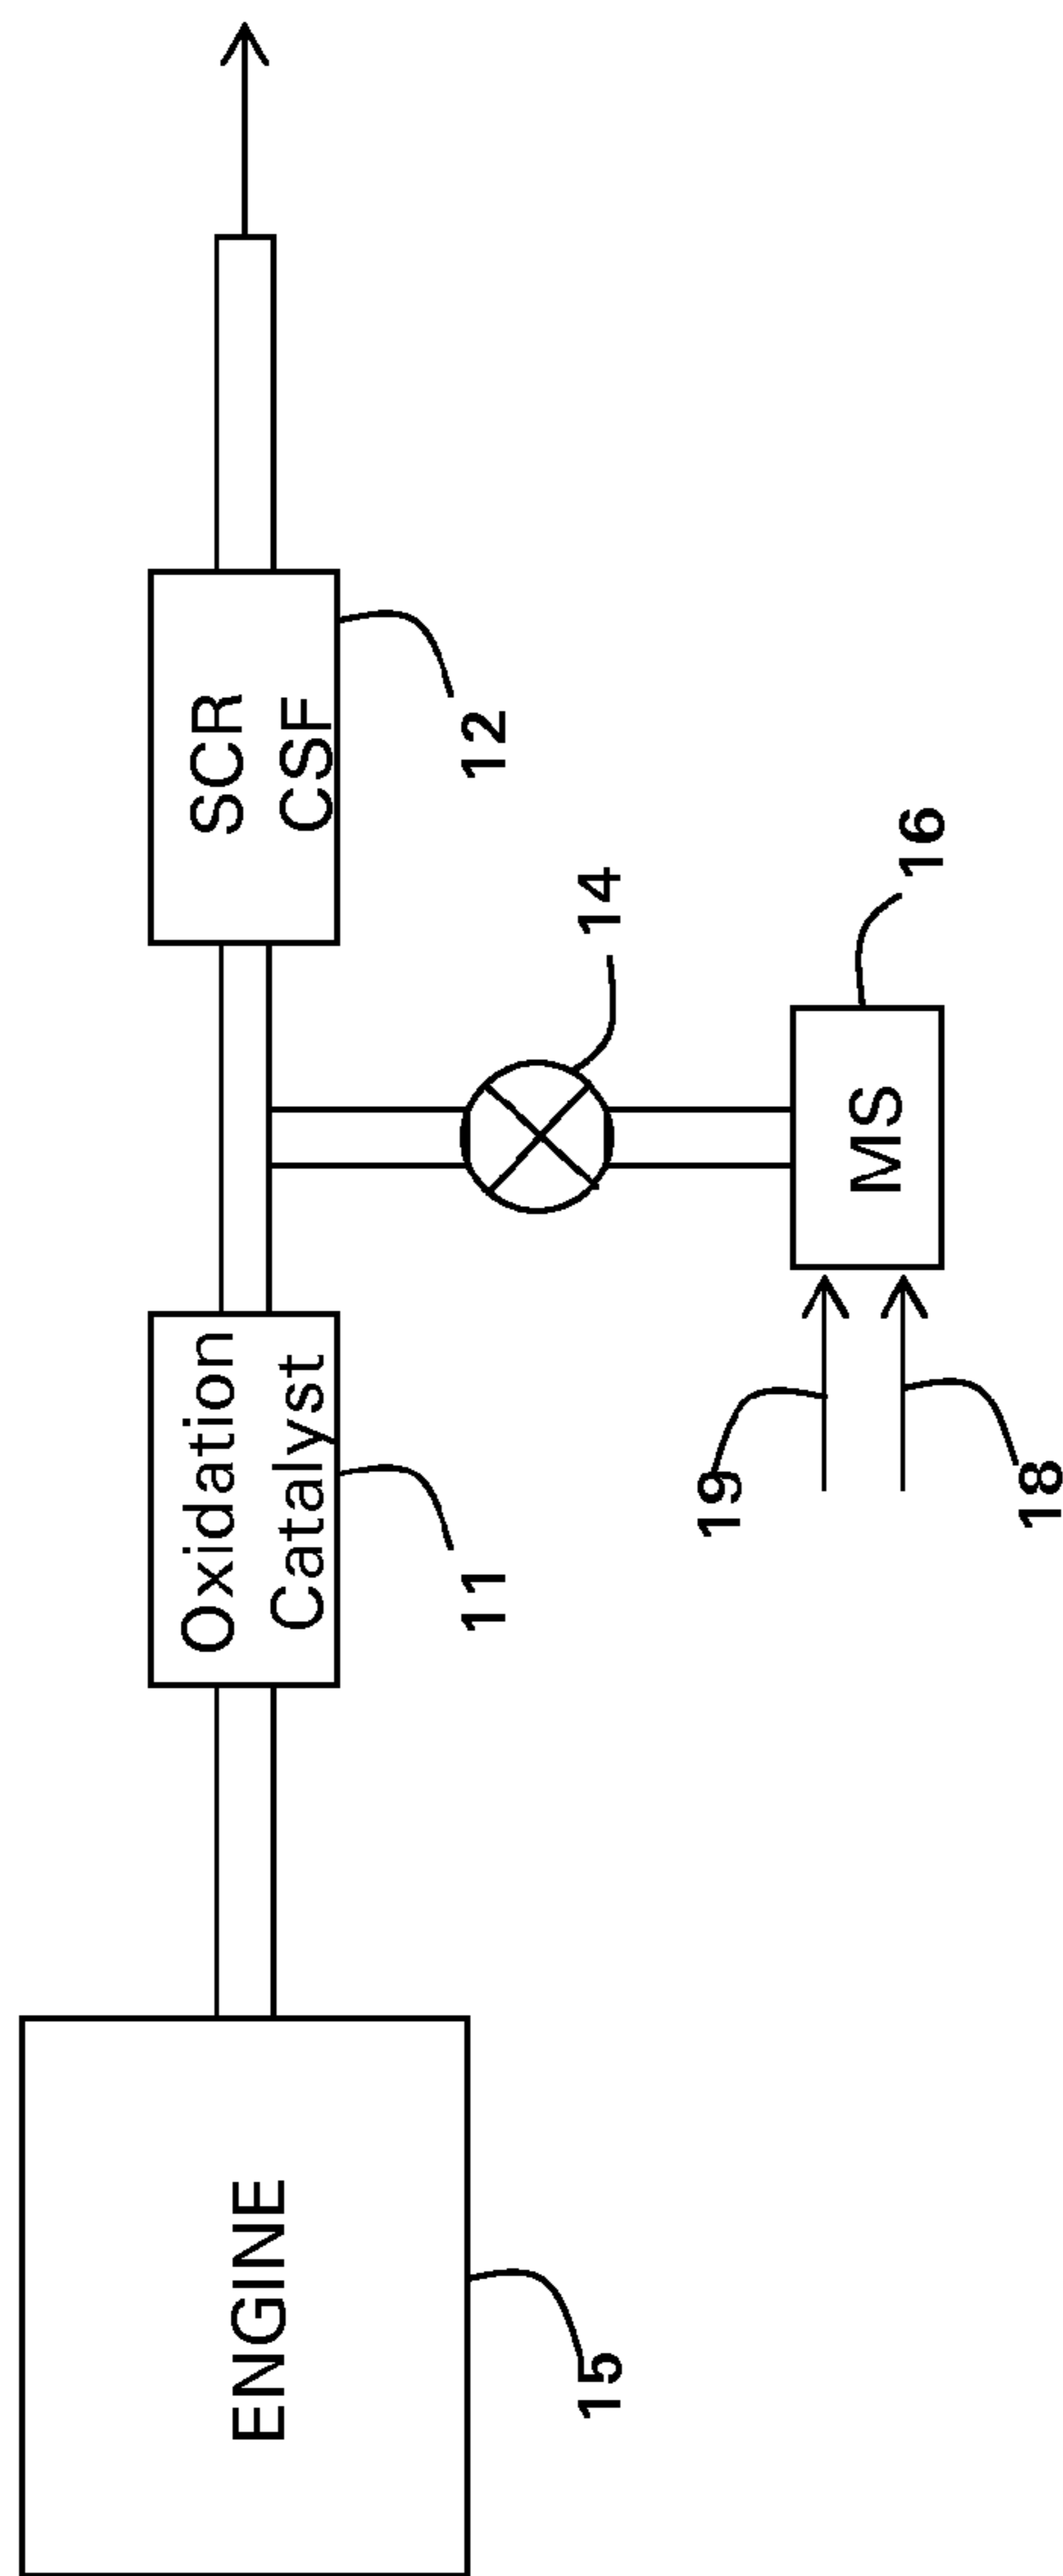 ENGINE
15
Oxidation
Catalyst
11
SCR
CSF
12
14
MS
16
19
18